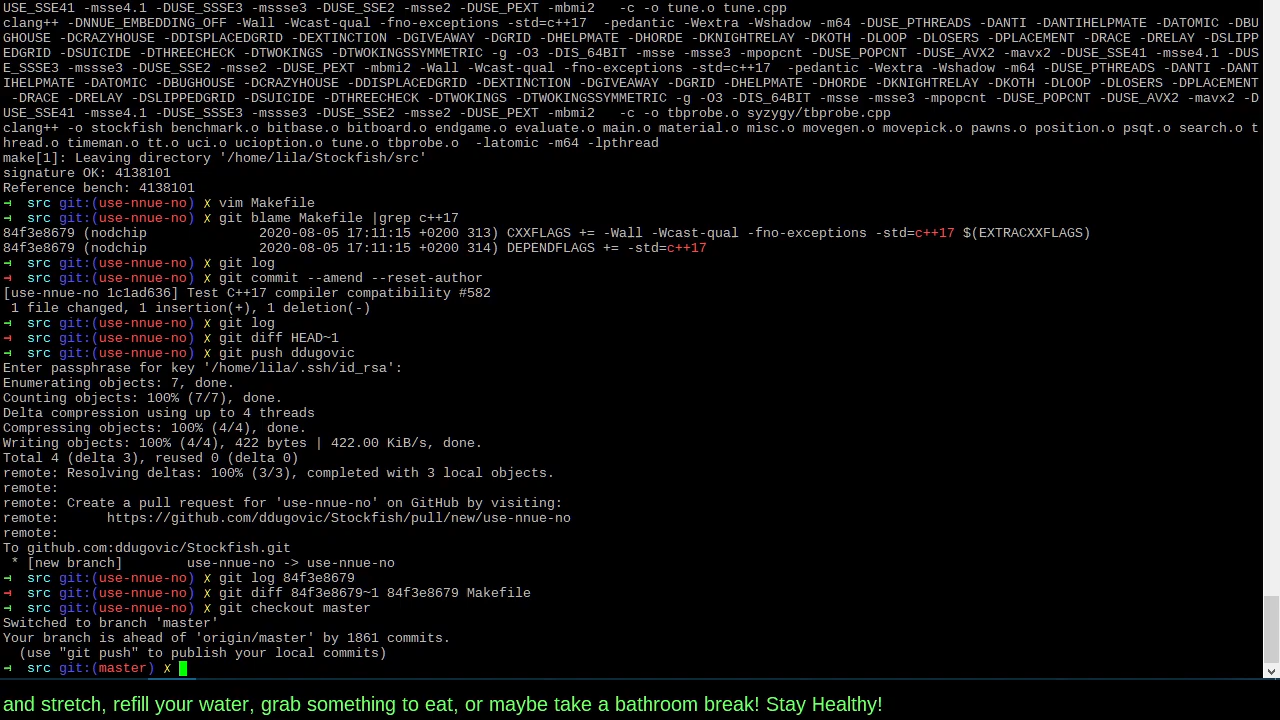 USE_SSE41 -msse4.1 -DUSE_SSSE3 -mssse3 -DUSE_SSE2 -msse2 -DUSE_PEXT -mbmi2   -c -o tune.o tune.cpp
clang++ -DNNUE_EMBEDDING_OFF -Wall -Wcast-qual -fno-exceptions -std=c++17  -pedantic -Wextra -Wshadow -m64 -DUSE_PTHREADS -DANTI -DANTIHELPMATE -DATOMIC -DBU
GHOUSE -DCRAZYHOUSE -DDISPLACEDGRID -DEXTINCTION -DGIVEAWAY -DGRID -DHELPMATE -DHORDE -DKNIGHTRELAY -DKOTH -DLOOP -DLOSERS -DPLACEMENT -DRACE -DRELAY -DSLIPP
EDGRID -DSUICIDE -DTHREECHECK -DTWOKINGS -DTWOKINGSSYMMETRIC -g -O3 -DIS_64BIT -msse -msse3 -mpopcnt -DUSE_POPCNT -DUSE_AVX2 -mavx2 -DUSE_SSE41 -msse4.1 -DUS
E_SSSE3 -mssse3 -DUSE_SSE2 -msse2 -DUSE_PEXT -mbmi2 -Wall -Wcast-qual -fno-exceptions -std=c++17  -pedantic -Wextra -Wshadow -m64 -DUSE_PTHREADS -DANTI -DANT
IHELPMATE -DATOMIC -DBUGHOUSE -DCRAZYHOUSE -DDISPLACEDGRID -DEXTINCTION -DGIVEAWAY -DGRID -DHELPMATE -DHORDE -DKNIGHTRELAY -DKOTH -DLOOP -DLOSERS -DPLACEMENT
 -DRACE -DRELAY -DSLIPPEDGRID -DSUICIDE -DTHREECHECK -DTWOKINGS -DTWOKINGSSYMMETRIC -g -O3 -DIS_64BIT -msse -msse3 -mpopcnt -DUSE_POPCNT -DUSE_AVX2 -mavx2 -D
USE_SSE41 -msse4.1 -DUSE_SSSE3 -mssse3 -DUSE_SSE2 -msse2 -DUSE_PEXT -mbmi2   -c -o tbprobe.o syzygy/tbprobe.cpp
clang++ -o stockfish benchmark.o bitbase.o bitboard.o endgame.o evaluate.o main.o material.o misc.o movegen.o movepick.o pawns.o position.o psqt.o search.o t
hread.o timeman.o tt.o uci.o ucioption.o tune.o tbprobe.o  -latomic -m64 -lpthread
make[1]: Leaving directory '/home/lila/Stockfish/src'
signature OK: 4138101
Reference bench: 4138101
→  src git:(use-nnue-no) ✗ vim Makefile
→  src git:(use-nnue-no) ✗ git blame Makefile |grep c++17
84f3e8679 (nodchip              2020-08-05 17:11:15 +0200 313) CXXFLAGS += -Wall -Wcast-qual -fno-exceptions -std=c++17 $(EXTRACXXFLAGS)
84f3e8679 (nodchip              2020-08-05 17:11:15 +0200 314) DEPENDFLAGS += -std=c++17
→  src git:(use-nnue-no) ✗ git log
→  src git:(use-nnue-no) ✗ git commit --amend --reset-author
[use-nnue-no 1c1ad636] Test C++17 compiler compatibility #582
 1 file changed, 1 insertion(+), 1 deletion(-)
→  src git:(use-nnue-no) ✗ git log
→  src git:(use-nnue-no) ✗ git diff HEAD~1
→  src git:(use-nnue-no) ✗ git push ddugovic
Enter passphrase for key '/home/lila/.ssh/id_rsa':
Enumerating objects: 7, done.
Counting objects: 100% (7/7), done.
Delta compression using up to 4 threads
Compressing objects: 100% (4/4), done.
Writing objects: 100% (4/4), 422 bytes | 422.00 KiB/s, done.
Total 4 (delta 3), reused 0 (delta 0)
remote: Resolving deltas: 100% (3/3), completed with 3 local objects.
remote:
remote: Create a pull request for 'use-nnue-no' on GitHub by visiting:
remote:      https://github.com/ddugovic/Stockfish/pull/new/use-nnue-no
remote:
To github.com:ddugovic/Stockfish.git
 * [new branch]        use-nnue-no -> use-nnue-no
→  src git:(use-nnue-no) ✗ git log 84f3e8679
→  src git:(use-nnue-no) ✗ git diff 84f3e8679~1 84f3e8679 Makefile
→  src git:(use-nnue-no) ✗ git checkout master
Switched to branch 'master'
Your branch is ahead of 'origin/master' by 1861 commits.
  (use "git push" to publish your local commits)
→  src git:(master) ✗
and stretch, refill your water, grab something to eat, or maybe take a bathroom break! Stay Healthy!